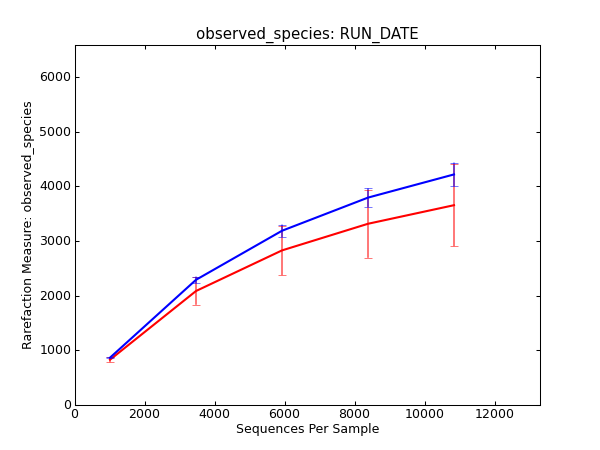 observed_species: RUN_DATE
Rarefaction Measure: observed_species
6000
5000
4000
3000
2000
1000
0
0 2000 4000 6000 8000 10000 12000
Sequences Per Sample